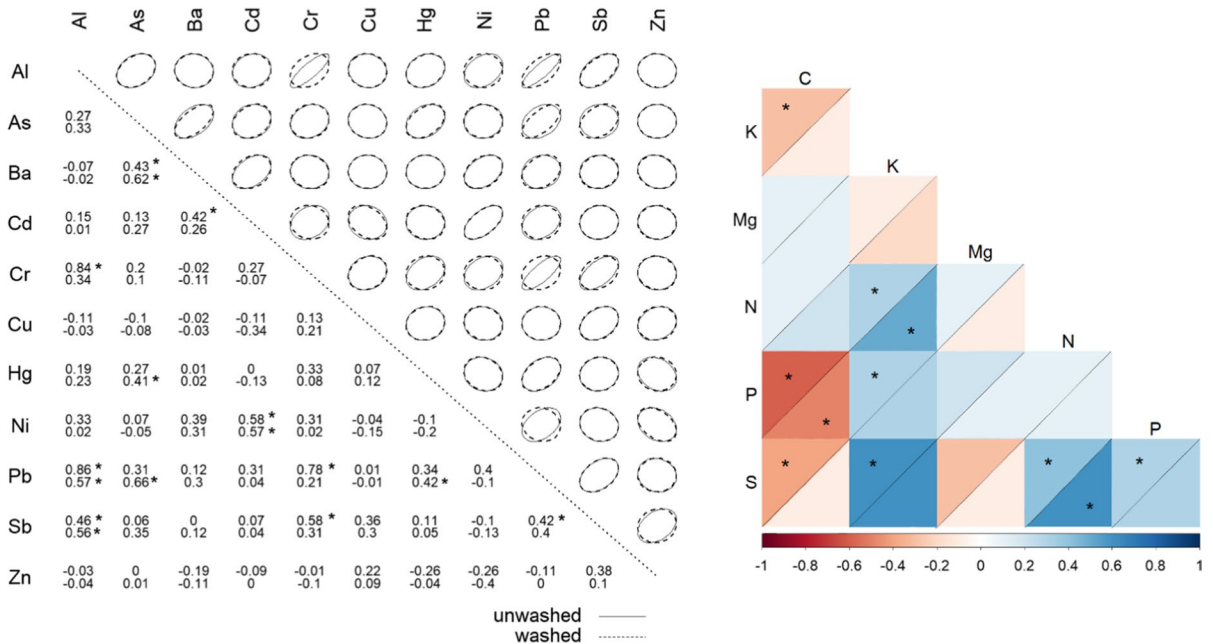 Al As Ba Cd Cr Cu Hg Ni Pb Sb Zn
Al
As 0.27
0.33
Ba -0.07 0.43 *
-0.02 0.62 *
Cd 0.15 0.13 0.42 *
0.01 0.27 0.26
Cr 0.84 * 0.2 -0.02 0.27
0.34 0.1 -0.11 -0.07
Cu -0.11 -0.1 -0.02 -0.11 0.13
-0.03 -0.08 -0.03 -0.34 0.21
Hg 0.19 0.27 0.01 0 0.33 0.07
0.23 0.41 * 0.02 -0.13 0.08 0.12
Ni 0.33 0.07 0.39 0.58 * 0.31 -0.04 -0.1
0.02 -0.05 0.31 0.57 * 0.02 -0.15 -0.2
Pb 0.86 * 0.31 0.12 0.31 0.78 * 0.01 0.34 0.4
0.57 * 0.66 * 0.3 0.04 0.21 -0.01 0.42 * -0.1
Sb 0.46 * 0.06 0 0.07 0.58 * 0.36 0.11 -0.1 0.42 *
0.56 * 0.35 0.12 0.04 0.31 0.3 0.05 -0.13 0.4
Zn -0.03 0 -0.19 -0.09 -0.01 0.22 -0.26 -0.26 -0.11 0.38
-0.04 0.01 -0.11 0 -0.1 0.09 -0.04 -0.4 0 0.1
unwashed
washed
C
K *
K
Mg
Mg
N * *
N
P * * *
P
S * * * * *
-1 -0.8 -0.6 -0.4 -0.2 0 0.2 0.4 0.6 0.8 1